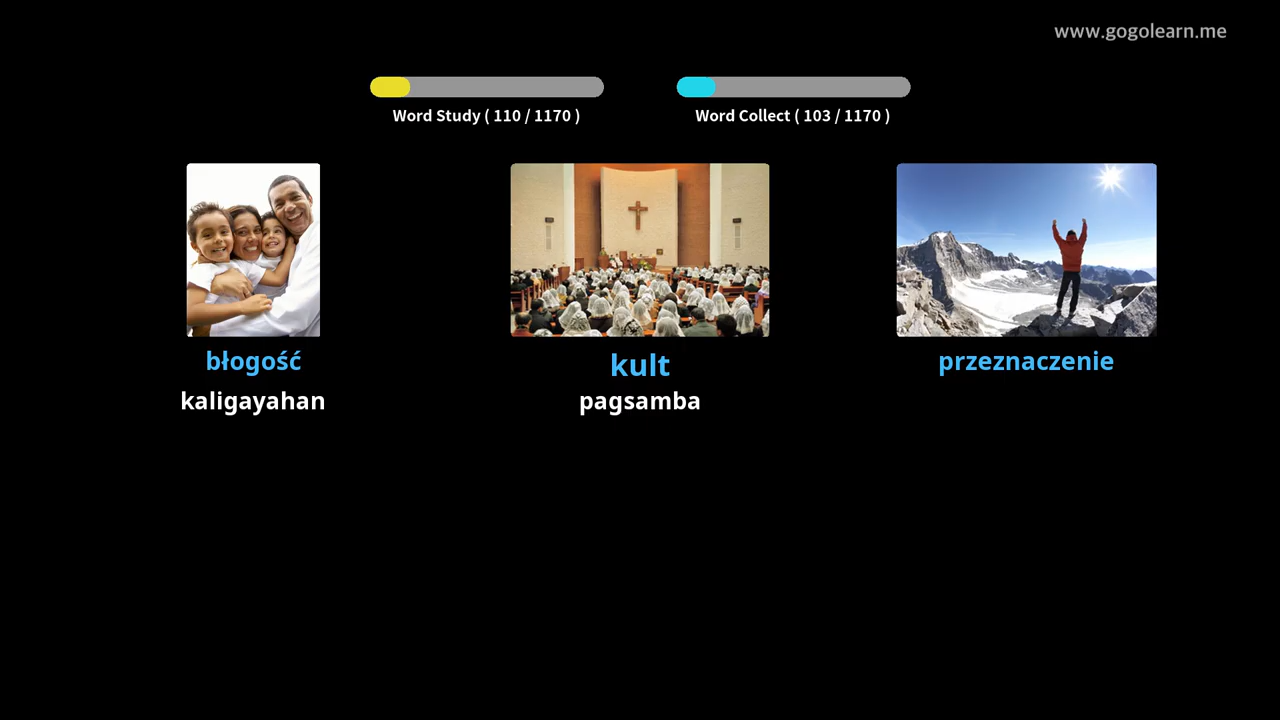 www.gogolearn.me
Word Study ( 110 / 1170 )
Word Collect ( 103 / 1170 )
błogość
kult
przeznaczenie
kaligayahan
pagsamba